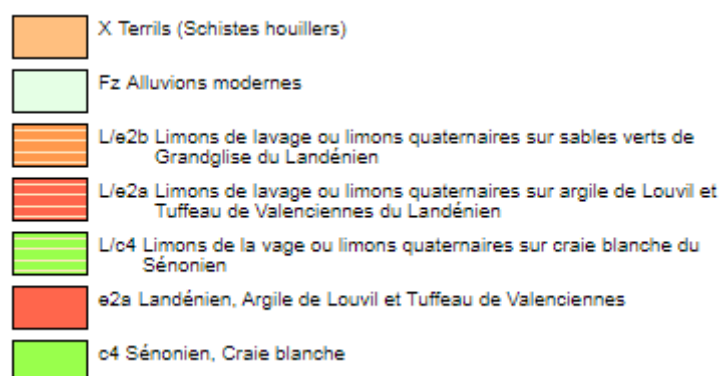 X Terrils (Schistes houillers)
Fz Alluvions modernes
L/e2b Limons de lavage ou limons quaternaires sur sables verts de
Grandglise du Landénien
L/e2a Limons de lavage ou limons quaternaires sur argile de Louvil et
Tuffeau de Valenciennes du Landénien
L/c4 Limons de la vage ou limons quaternaires sur craie blanche du
Sénonien
e2a Landénien, Argile de Louvil et Tuffeau de Valenciennes
c4 Sénonien, Craie blanche